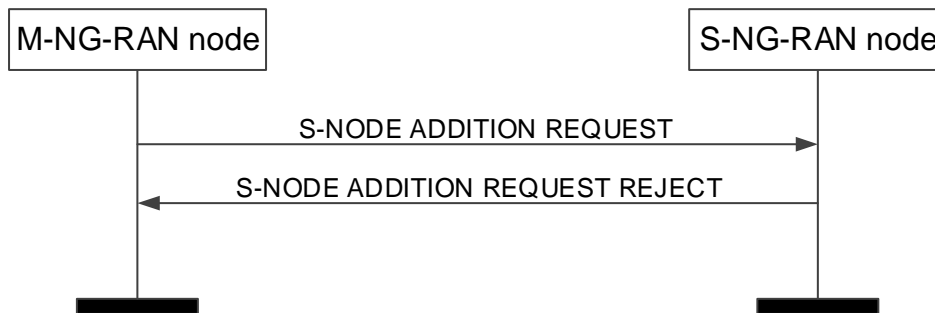 M-NG-RAN node
S-NG-RAN node
S-NODE ADDITION REQUEST
S-NODE ADDITION REQUEST REJECT